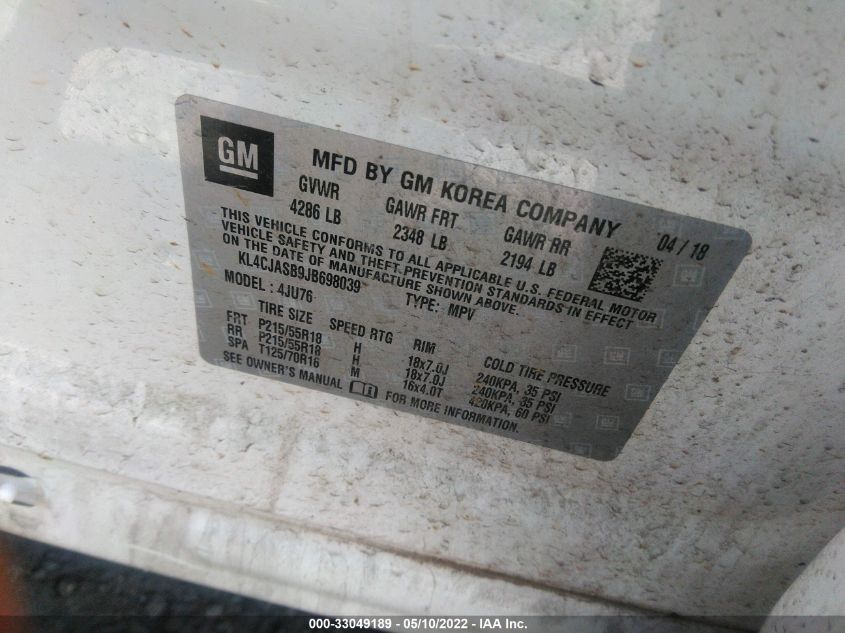 GM
MFD BY GM KOREA COMPANY 04 / 18
GVWR GAWR FRT GAWR RR
4286 LB 2348 LB 2194 LB
THIS VEHICLE CONFORMS TO ALL APPLICABLE U.S. FEDERAL MOTOR
VEHICLE SAFETY AND THEFT PREVENTION STANDARDS IN EFFECT
ON THE DATE OF MANUFACTURE SHOWN ABOVE.
KL4CJASB9JB698039 TYPE: MPV
MODEL: 4JU76
TIRE SIZE SPEED RTG RIM COLD TIRE PRESSURE
FRT P215/55R18 H 18x7.0J 240KPA, 35 PSI
RR P215/55R18 H 18x7.0J 240KPA, 35 PSI
SPA T125/70R16 M 16x4.0T 420KPA, 60 PSI
SEE OWNER'S MANUAL FOR MORE INFORMATION.
000-33049189 - 05/10/2022 - IAA Inc.